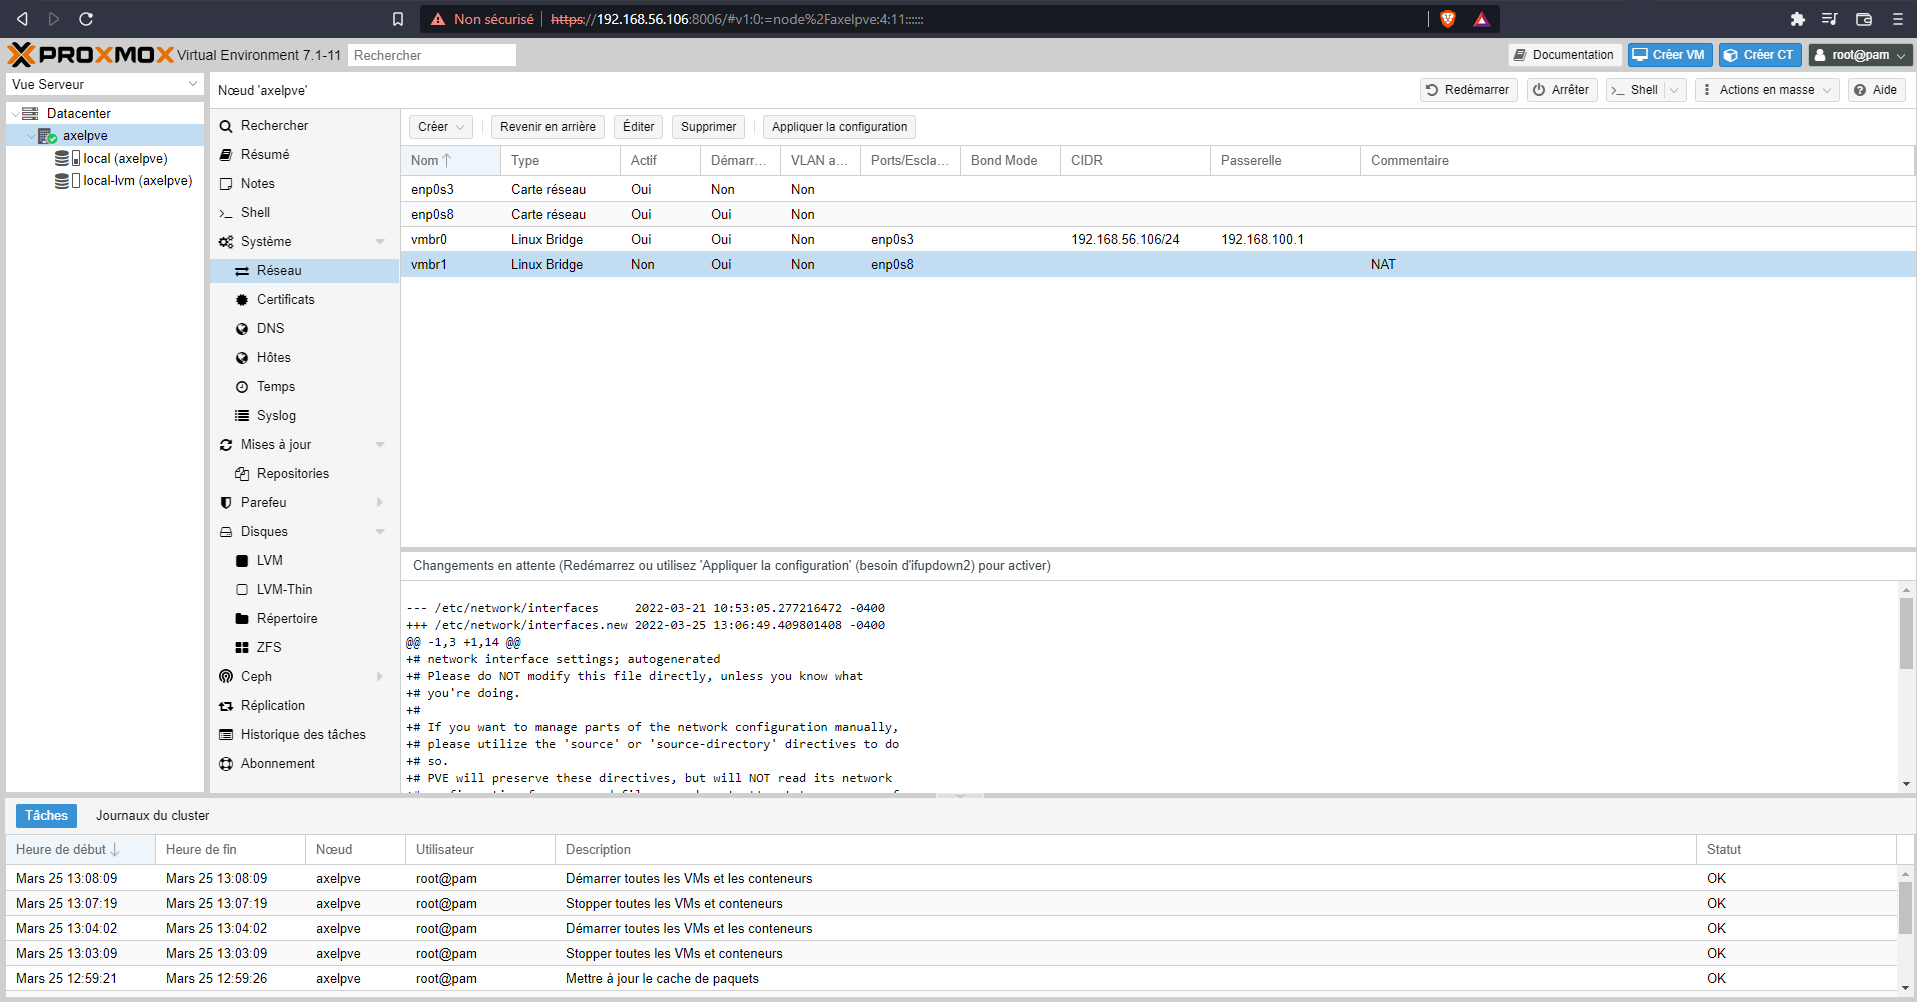 Non sécurisé https://192.168.56.106:8006/#v1:0:=node%2Faxelpve:4:11::::::
PROXMOX Virtual Environment 7.1-11 Rechercher Documentation Créer VM Créer CT root@pam
Vue Serveur
Nœud 'axelpve' Redémarrer Arrêter Shell Actions en masse Aide
Datacenter
axelpve
local (axelpve)
local-lvm (axelpve)
Rechercher
Résumé
Notes
Shell
Système
Réseau
Certificats
DNS
Hôtes
Temps
Syslog
Mises à jour
Repositories
Parefeu
Disques
LVM
LVM-Thin
Répertoire
ZFS
Ceph
Réplication
Historique des tâches
Abonnement
Créer Revenir en arrière Éditer Supprimer Appliquer la configuration
Nom Type Actif Démarr... VLAN a... Ports/Escla... Bond Mode CIDR Passerelle Commentaire
enp0s3 Carte réseau Oui Non Non
enp0s8 Carte réseau Oui Oui Non
vmbr0 Linux Bridge Oui Oui Non enp0s3 192.168.56.106/24 192.168.100.1
vmbr1 Linux Bridge Non Oui Non enp0s8 NAT
Changements en attente (Redémarrez ou utilisez 'Appliquer la configuration' (besoin d'ifupdown2) pour activer)
--- /etc/network/interfaces 2022-03-21 10:53:05.277216472 -0400
+++ /etc/network/interfaces.new 2022-03-25 13:06:49.409801408 -0400
@@ -1,3 +1,14 @@
+# network interface settings; autogenerated
+# Please do NOT modify this file directly, unless you know what
+# you're doing.
+#
+# If you want to manage parts of the network configuration manually,
+# please utilize the 'source' or 'source-directory' directives to do
+# so.
+# PVE will preserve these directives, but will NOT read its network
Tâches Journaux du cluster
Heure de début Heure de fin Nœud Utilisateur Description Statut
Mars 25 13:08:09 Mars 25 13:08:09 axelpve root@pam Démarrer toutes les VMs et les conteneurs OK
Mars 25 13:07:19 Mars 25 13:07:19 axelpve root@pam Stopper toutes les VMs et conteneurs OK
Mars 25 13:04:02 Mars 25 13:04:02 axelpve root@pam Démarrer toutes les VMs et les conteneurs OK
Mars 25 13:03:09 Mars 25 13:03:09 axelpve root@pam Stopper toutes les VMs et conteneurs OK
Mars 25 12:59:21 Mars 25 12:59:26 axelpve root@pam Mettre à jour le cache de paquets OK